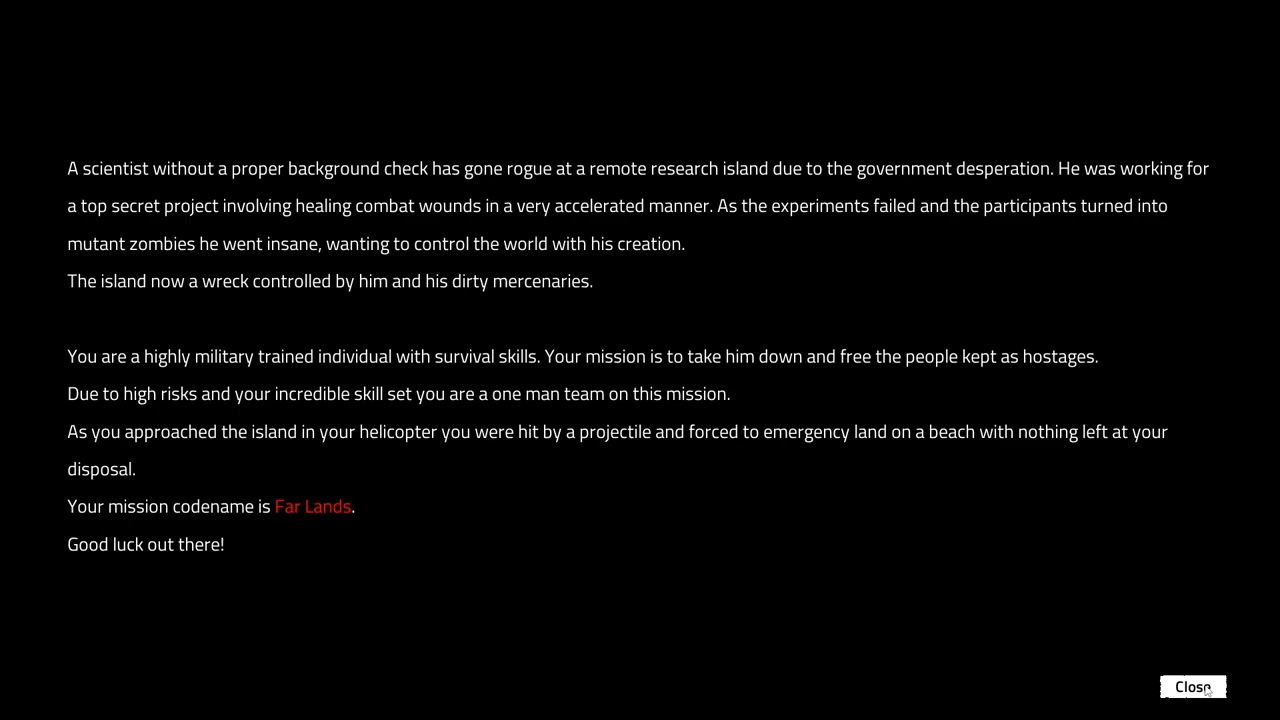 A scientist without a proper background check has gone rogue at a remote research island due to the government desperation. He was working for
a top secret project involving healing combat wounds in a very accelerated manner. As the experiments failed and the participants turned into
mutant zombies he went insane, wanting to control the world with his creation.
The island now a wreck controlled by him and his dirty mercenaries.
You are a highly military trained individual with survival skills. Your mission is to take him down and free the people kept as hostages.
Due to high risks and your incredible skill set you are a one man team on this mission.
As you approached the island in your helicopter you were hit by a projectile and forced to emergency land on a beach with nothing left at your
disposal.
Your mission codename is Far Lands.
Good luck out there!
Close